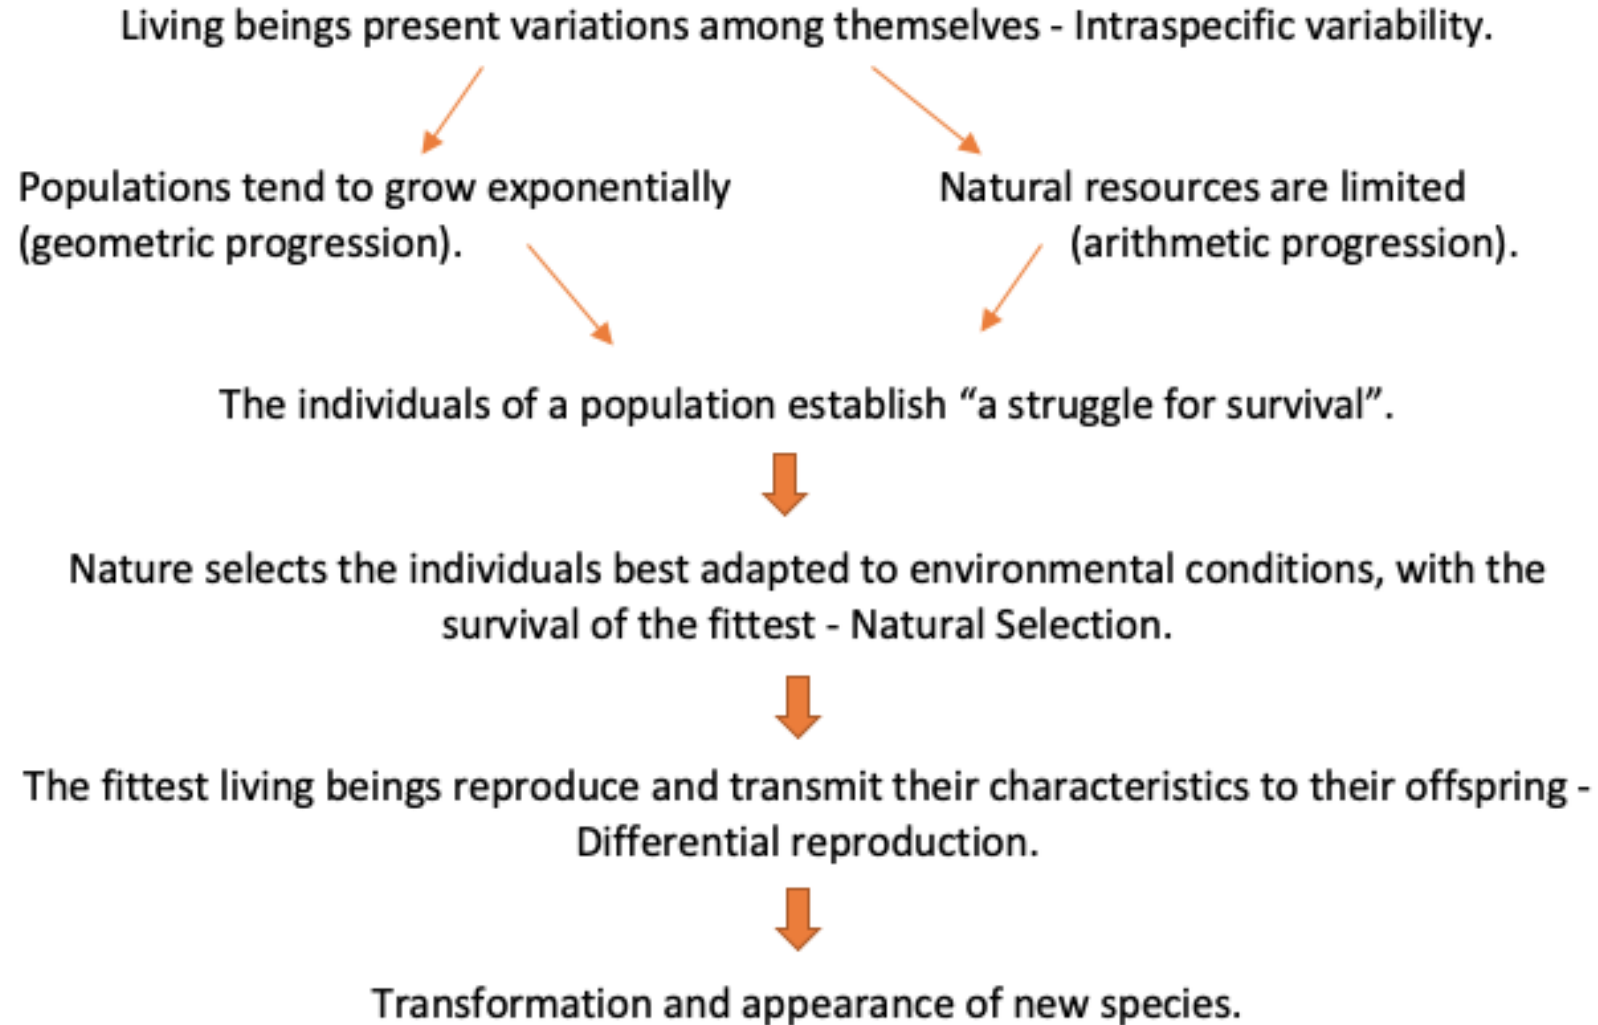 Living beings present variations among themselves - Intraspecific variability.
Populations tend to grow exponentially
(geometric progression).
Natural resources are limited
(arithmetic progression).
The individuals of a population establish “a struggle for survival”.
Nature selects the individuals best adapted to environmental conditions, with the
survival of the fittest - Natural Selection.
The fittest living beings reproduce and transmit their characteristics to their offspring -
Differential reproduction.
Transformation and appearance of new species.